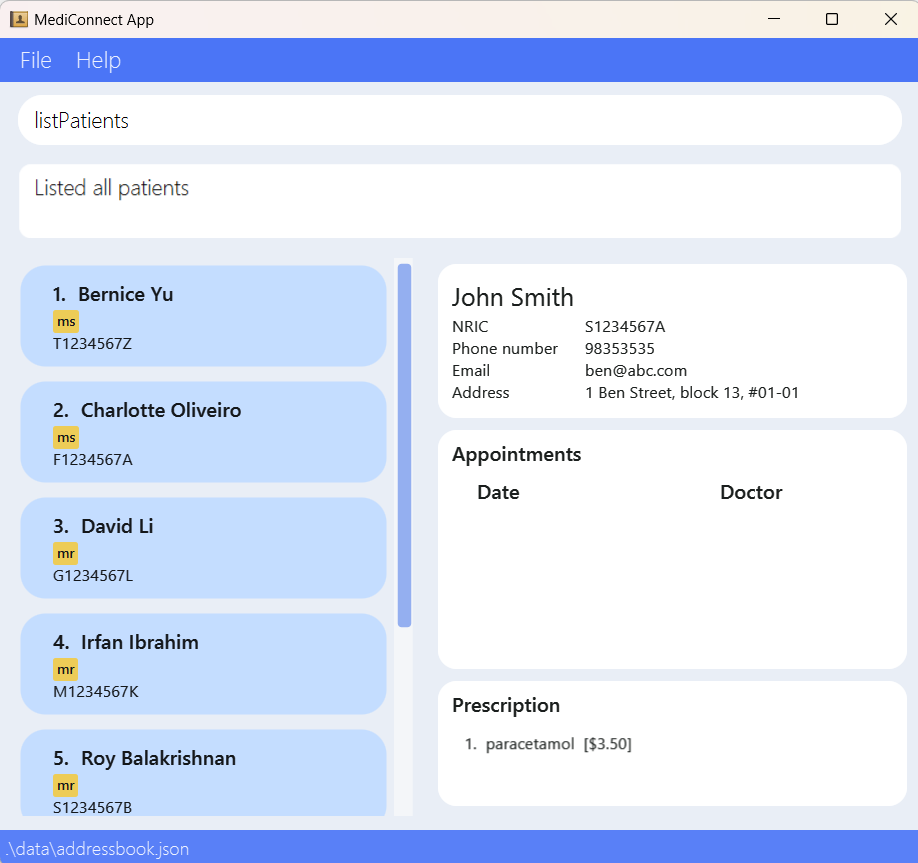 MediConnect App
File Help
listPatients
Listed all patients
1. Bernice Yu
ms
T1234567Z
2. Charlotte Oliveiro
ms
F1234567A
3. David Li
mr
G1234567L
4. Irfan Ibrahim
mr
M1234567K
5. Roy Balakrishnan
mr
S1234567B
John Smith
NRIC S1234567A
Phone number 98353535
Email ben@abc.com
Address 1 Ben Street, block 13, #01-01
Appointments
Date Doctor
Prescription
1. paracetamol [$3.50]
.\data\addressbook.json